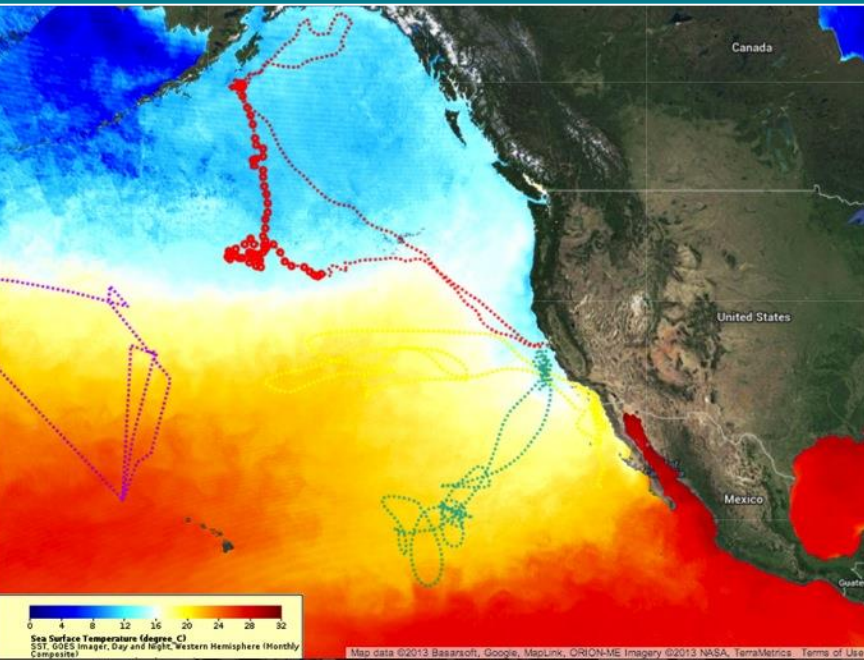 Canada
United States
Mexico
Guate
0 4 8 12 16 20 24 28 32
Sea Surface Temperature (degree_C)
SST, GOES Imager, Day and Night, Western Hemisphere (Monthly
Composite)
Map data ©2013 Basarsoft, Google, MapLink, ORION-ME Imagery ©2013 NASA, TerraMetrics Terms of Use